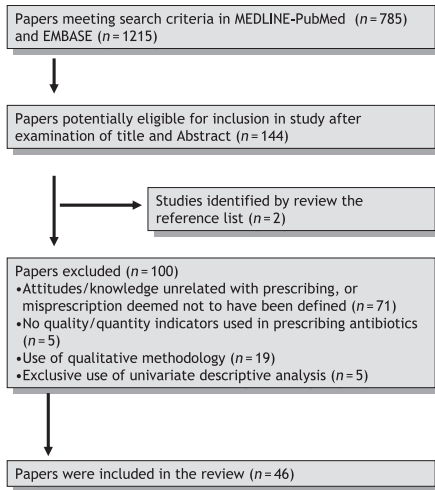 Papers meeting search criteria in MEDLINE-PubMed (n=785)
and EMBASE (n=1215)
Papers potentially eligible for inclusion in study after
examination of title and Abstract (n=144)
Studies identified by review the
reference list (n=2)
Papers excluded (n=100)
•Attitudes/knowledge unrelated with prescribing, or
misprescription deemed not to have been defined (n=71)
•No quality/quantity indicators used in prescribing antibiotics
(n=5)
•Use of qualitative methodology (n=19)
•Exclusive use of univariate descriptive analysis (n=5)
Papers were included in the review (n=46)